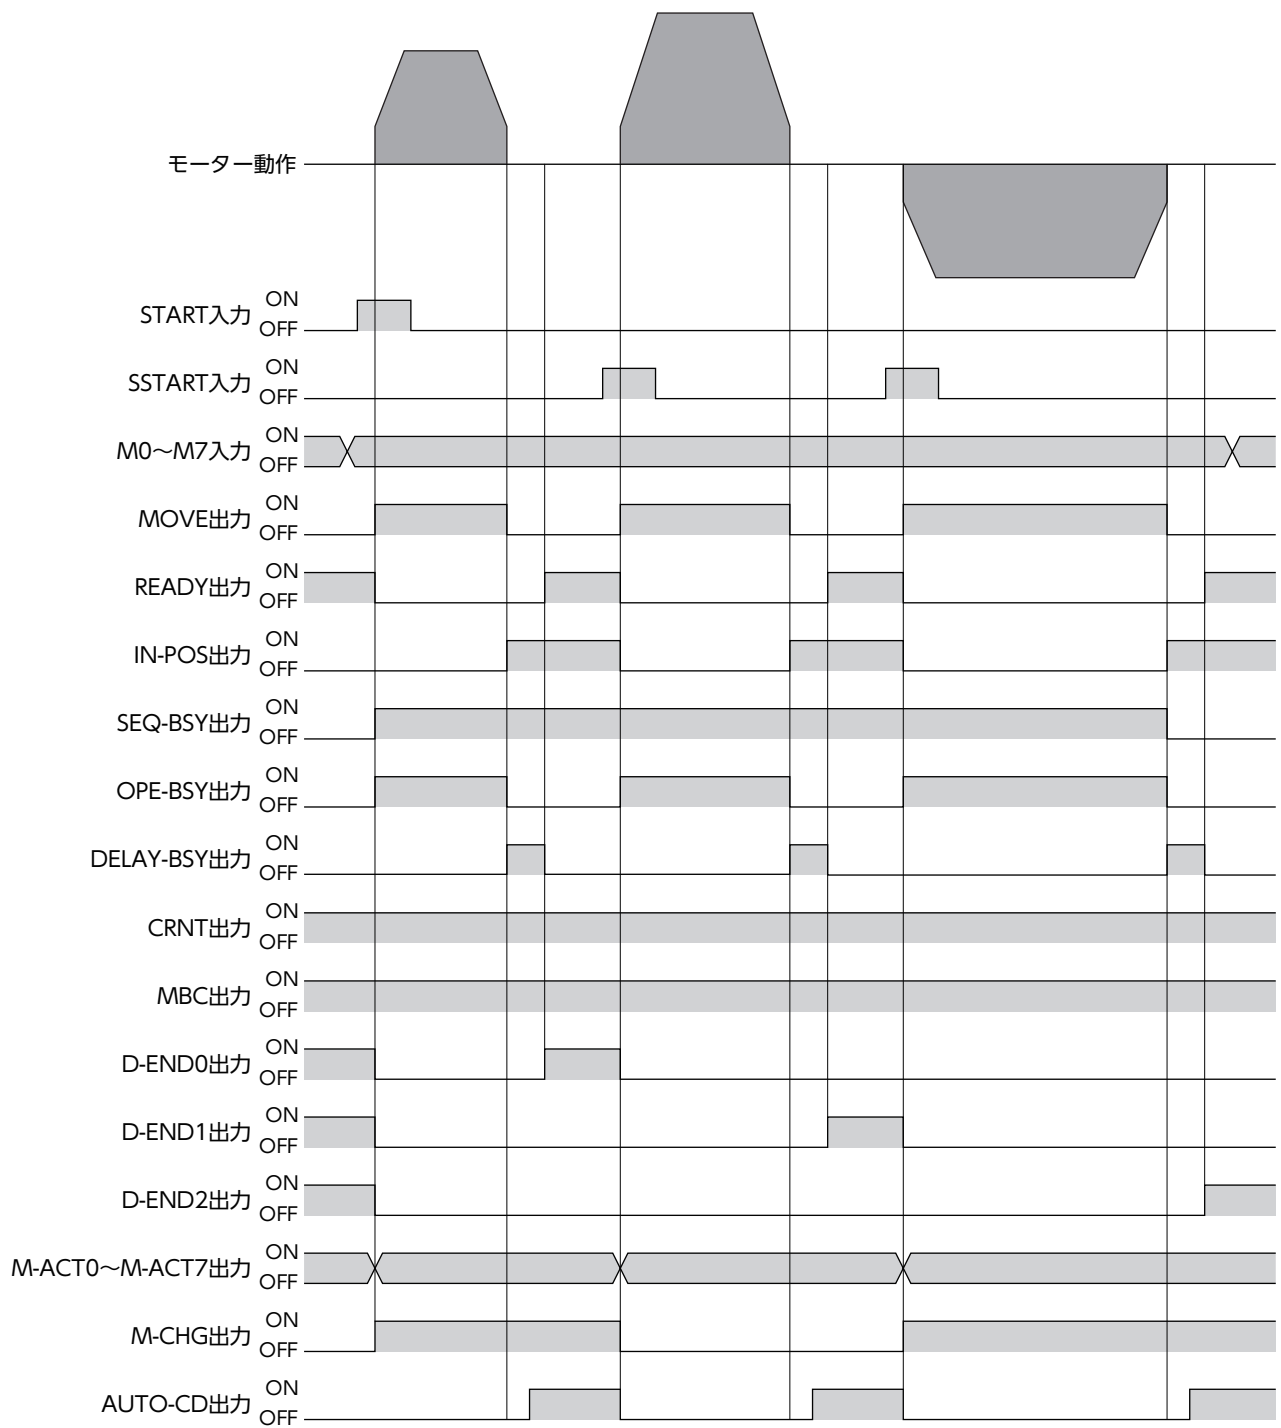 モーター動作
START入力 ON
OFF
SSTART入力 ON
OFF
M0～M7入力 ON
OFF
MOVE出力 ON
OFF
READY出力 ON
OFF
IN-POS出力 ON
OFF
SEQ-BSY出力 ON
OFF
OPE-BSY出力 ON
OFF
DELAY-BSY出力 ON
OFF
CRNT出力 ON
OFF
MBC出力 ON
OFF
D-END0出力 ON
OFF
D-END1出力 ON
OFF
D-END2出力 ON
OFF
M-ACT0～M-ACT7出力 ON
OFF
M-CHG出力 ON
OFF
AUTO-CD出力 ON
OFF